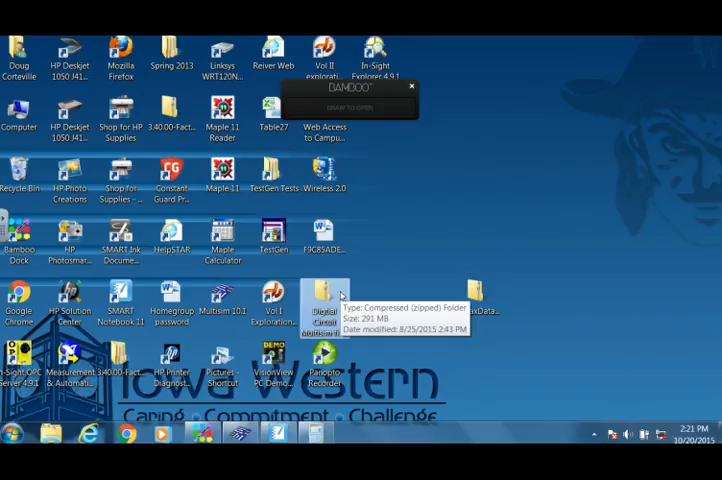 Doug
Corteville
HP Deskjet
1050 J41...
Mozilla
Firefox
Spring 2013
Linksys
WRT120N...
Reiver Web
Vol II
explorati...
In-Sight
Explorer 4.9.1
BAMBOO
Computer
HP Deskjet
1050 J41...
Shop for HP
Supplies
3.40.00-Fact...
Maple 11
Reader
Table27
Web Access
to Campu...
Recycle Bin
HP Photo
Creations
Shop for
Supplies - ...
Constant
Guard Pr...
Maple 11
TestGen Tests
Wireless 2.0
Bamboo
Dock
HP
Photosmar...
SMART Ink
Docume...
HelpSTAR
Maple
Calculator
TestGen
F9C85ADE...
Google
Chrome
HP Solution
Center
SMART
Notebook 11
Homegroup
password
Multisim 10.1
Vol I
Exploration...
Digital
Circuit
Multisim fi...
Type: Compressed (zipped) Folder
Size: 291 MB
Date modified: 8/25/2015 2:43 PM
axData...
In-Sight OPC
Server 4.9.1
Measurement
& Automati...
3.40.00-Fact...
HP Printer
Diagnost...
Pictures -
Shortcut
DEMO
VisionView
PC Demo...
Panopto
Recorder
Iowa Western
Caring · Commitment · Challenge
2:21 PM
10/20/2015